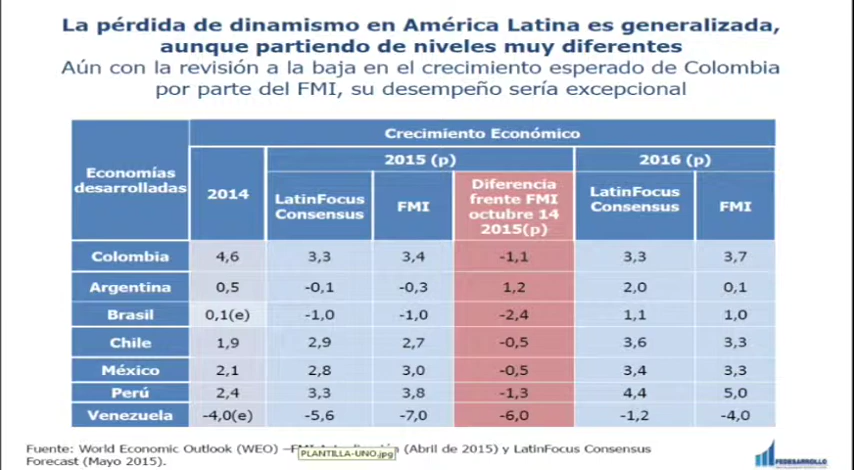 La pérdida de dinamismo en América Latina es generalizada,
aunque partiendo de niveles muy diferentes
Aún con la revisión a la baja en el crecimiento esperado de Colombia
por parte del FMI, su desempeño sería excepcional
Economías
desarrolladas
Crecimiento Económico
2014
2015 (p)
2016 (p)
LatinFocus
Consensus
FMI
Diferencia
frente FMI
octubre 14
2015(p)
LatinFocus
Consensus
FMI
Colombia 4,6 3,3 3,4 -1,1 3,3 3,7
Argentina 0,5 -0,1 -0,3 1,2 2,0 0,1
Brasil 0,1(e) -1,0 -1,0 -2,4 1,1 1,0
Chile 1,9 2,9 2,7 -0,5 3,6 3,3
México 2,1 2,8 3,0 -0,5 3,4 3,3
Perú 2,4 3,3 3,8 -1,3 4,4 5,0
Venezuela -4,0(e) -5,6 -7,0 -6,0 -1,2 -4,0
Fuente: World Economic Outlook (WEO) (Abril de 2015) y LatinFocus Consensus
Forecast (Mayo 2015).
PLANTILLA-UNO.jpg
FEDESARROLLO